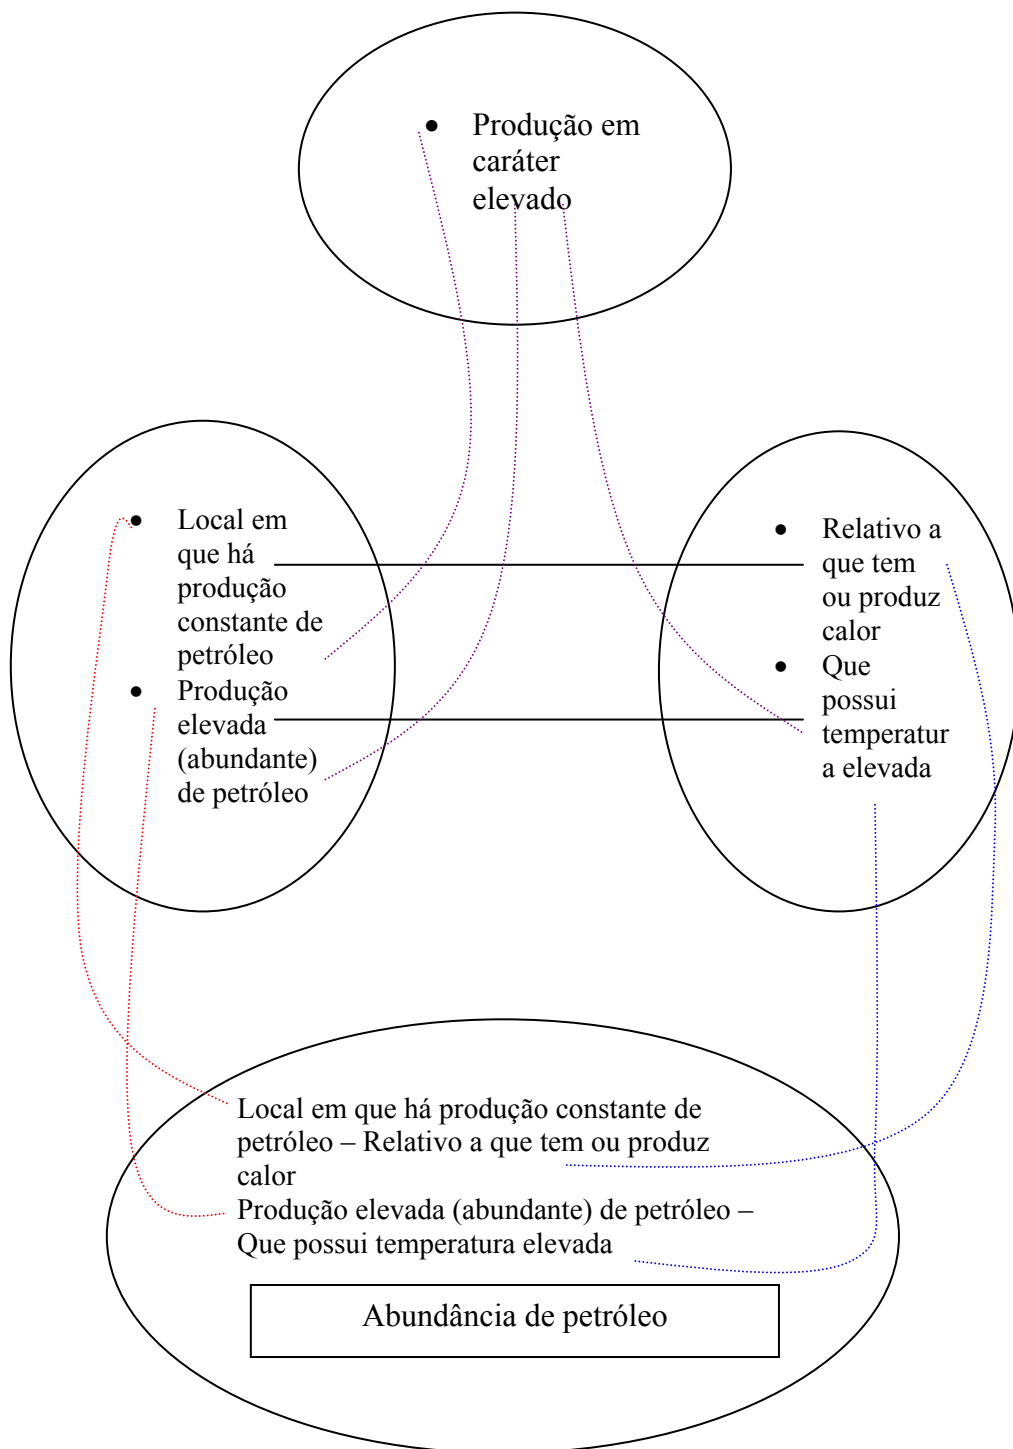 • Produção em
caráter
elevado
• Local em
que há
produção
constante de
petróleo
• Produção
elevada
(abundante)
de petróleo
• Relativo a
que tem
ou produz
calor
• Que
possui
temperatur
a elevada
Local em que há produção constante de
petróleo – Relativo a que tem ou produz
calor
Produção elevada (abundante) de petróleo –
Que possui temperatura elevada
Abundância de petróleo